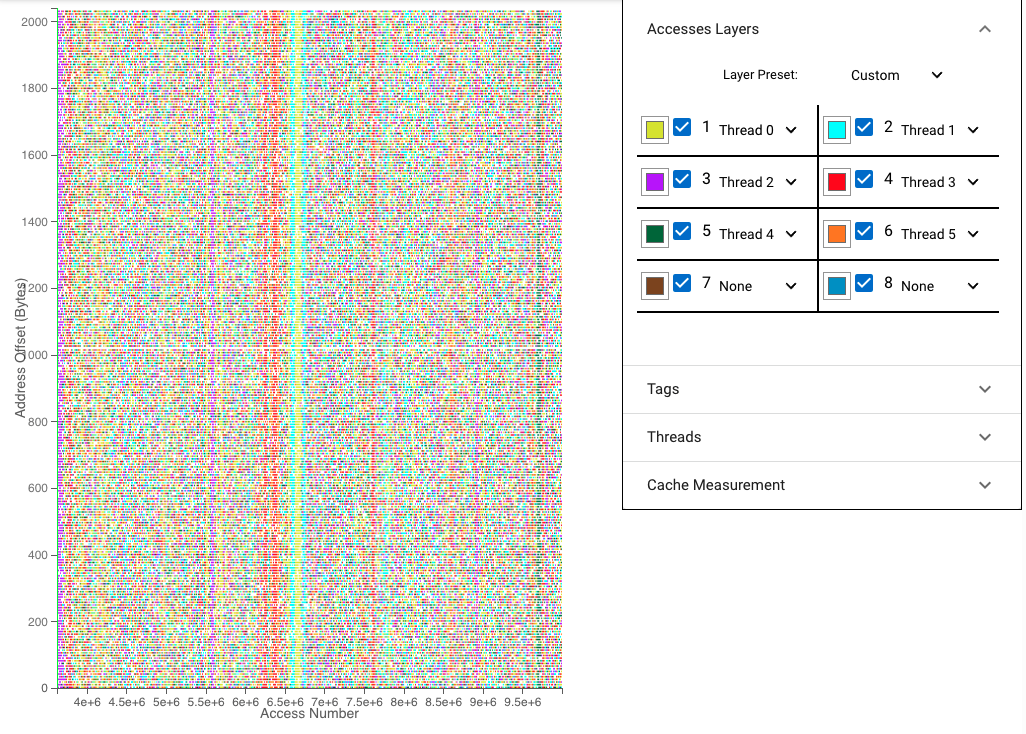 2000
1800
1600
1400
1200
1000
800
600
400
200
0
Address Offset (Bytes)
4e+6 4.5e+6 5e+6 5.5e+6 6e+6 6.5e+6 7e+6 7.5e+6 8e+6 8.5e+6 9e+6 9.5e+6
Access Number
Accesses Layers
Layer Preset: Custom
1 Thread 0 2 Thread 1
3 Thread 2 4 Thread 3
5 Thread 4 6 Thread 5
7 None 8 None
Tags
Threads
Cache Measurement